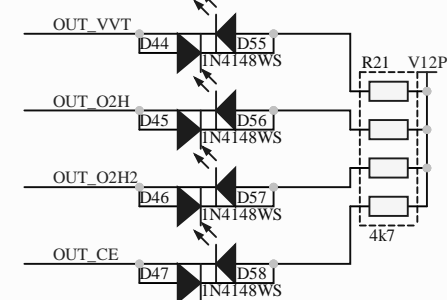 OUT_VVT
D44
D55
1N4148WS
R21
V12P
OUT_O2H
D45
D56
1N4148WS
OUT_O2H2
D46
D57
1N4148WS
4k7
OUT_CE
D47
D58
1N4148WS